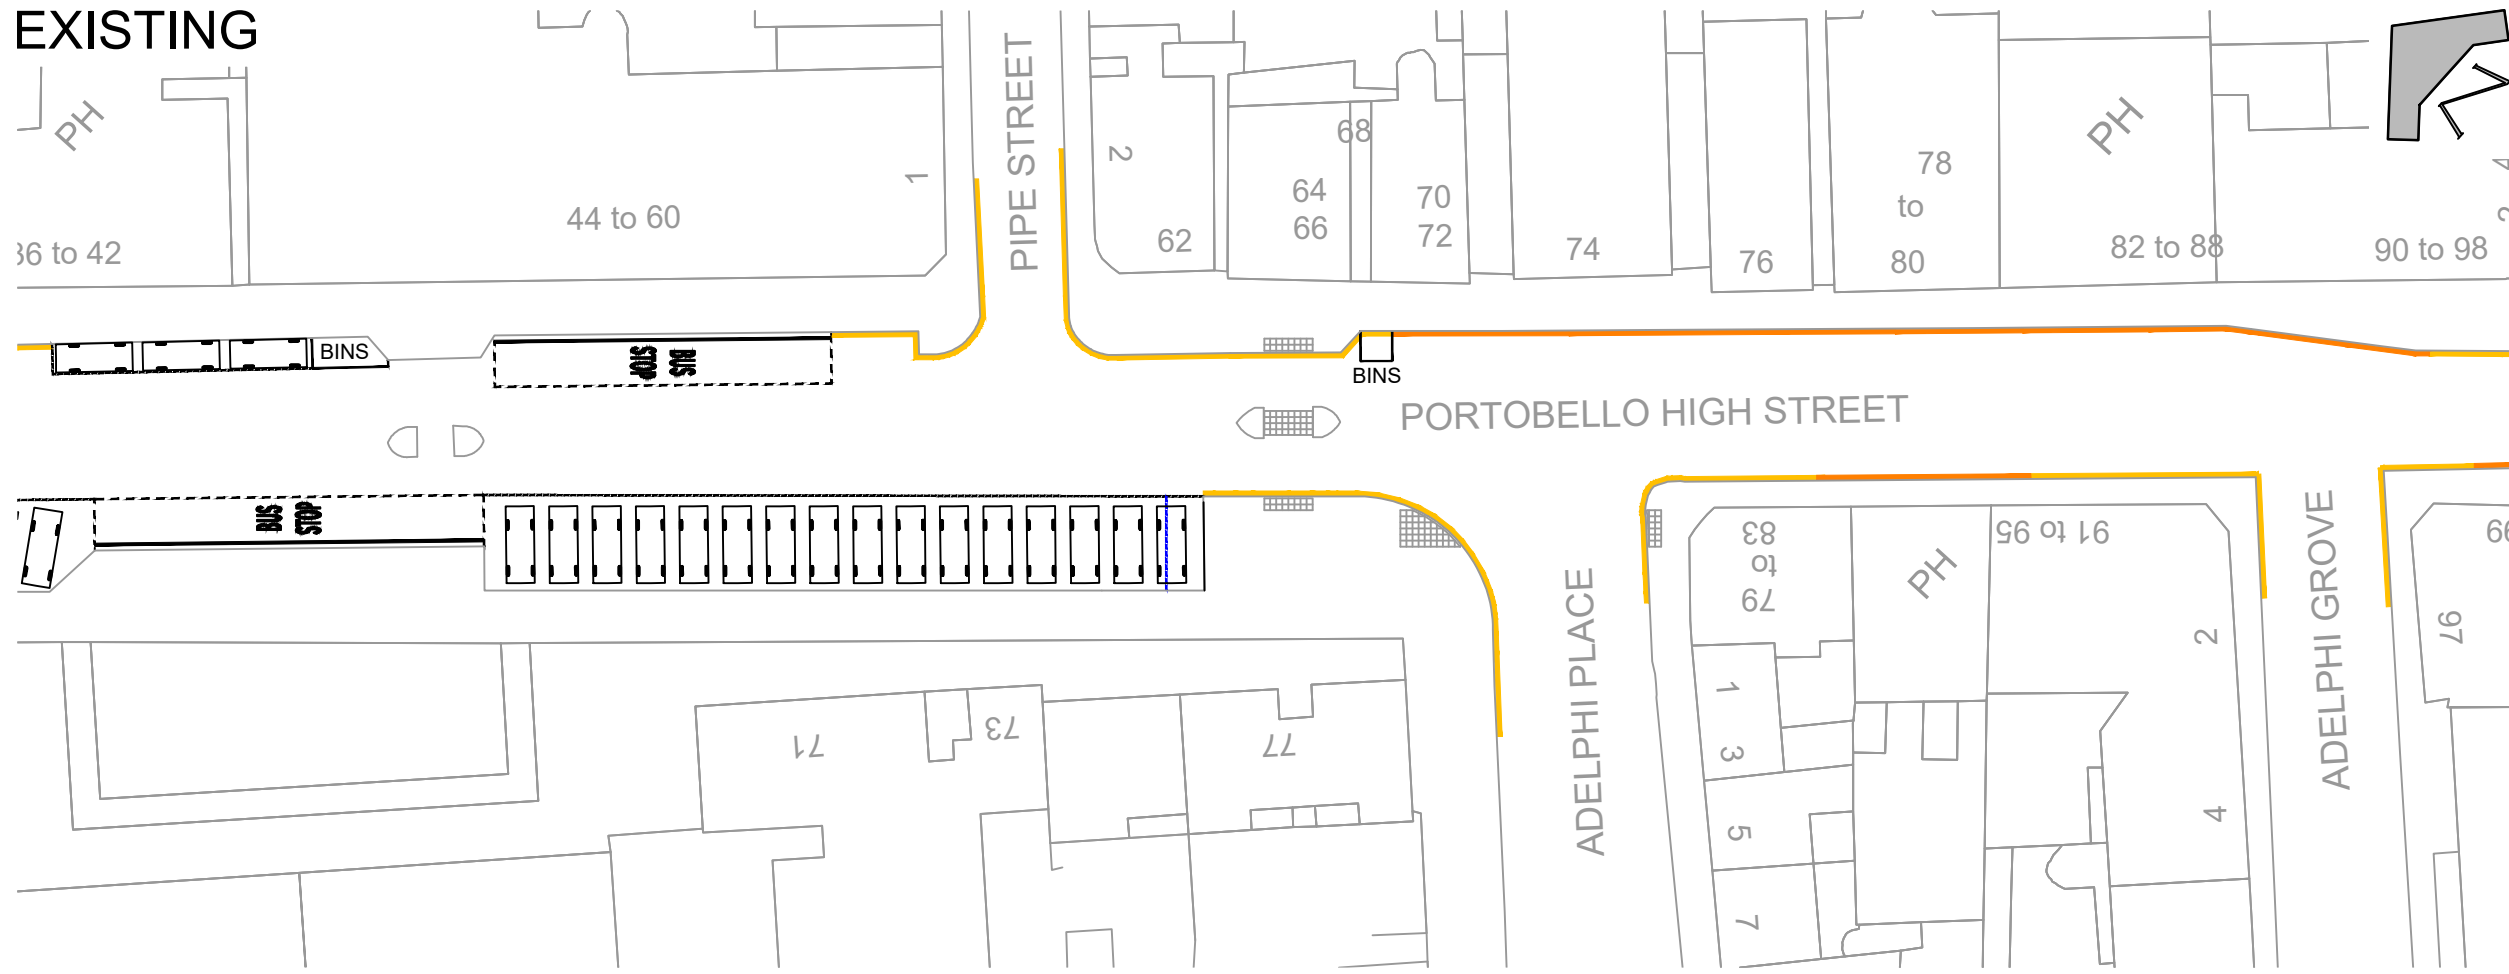 EXISTING
PH
36 to 42
44 to 60
1
PIPE STREET
2
62
64
66
68
70
72
74
76
78
to
80
PH
82 to 88
90 to 98
BINS
BUS
STOP
BINS
PORTOBELLO HIGH STREET
BUS
STOP
83
to
79
PH
91 to 95
2
4
1
3
5
7
71
73
77
ADELPHI PLACE
ADELPHI GROVE
97